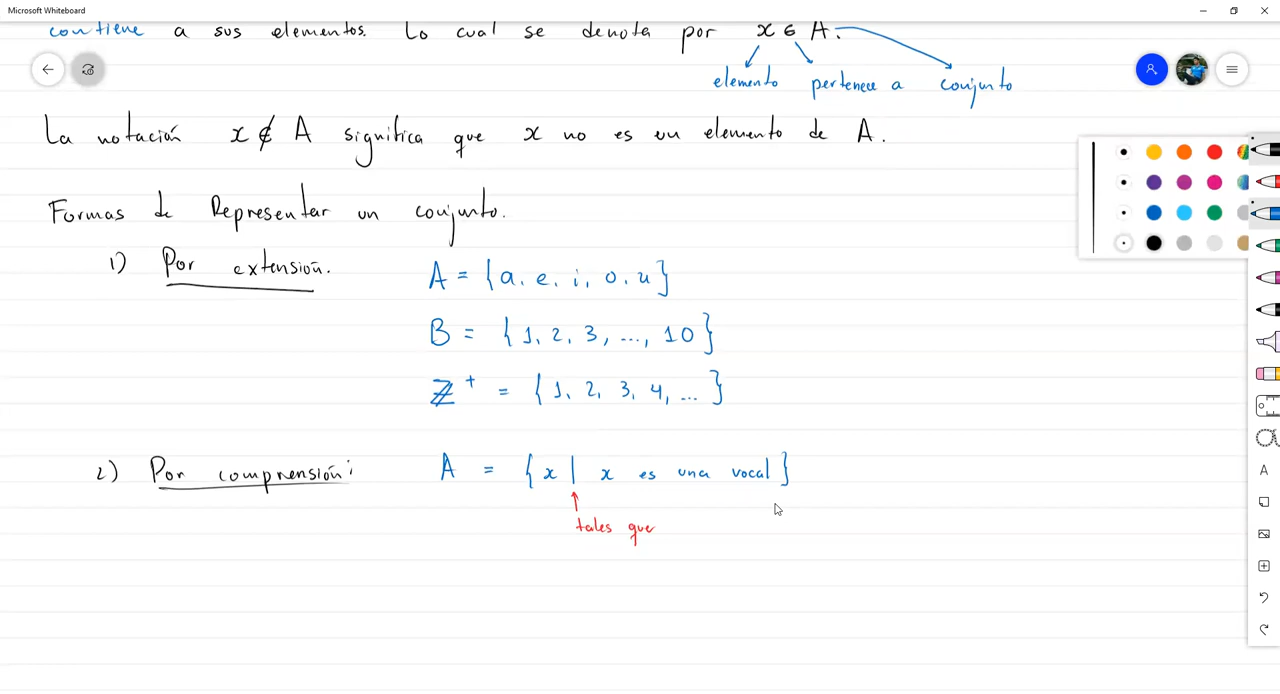 Microsoft Whiteboard
contiene a sus elementos. Lo cual se denota por x ∈ A.
elemento pertenece a conjunto
La notación x ∉ A significa que x no es un elemento de A.
Formas de Representar un conjunto.
1) Por extensión. A = {a, e, i, o, u}
B = {1, 2, 3, ..., 10}
ℤ⁺ = {1, 2, 3, 4, ...}
2) Por comprensión: A = {x | x es una vocal}
tales que
A